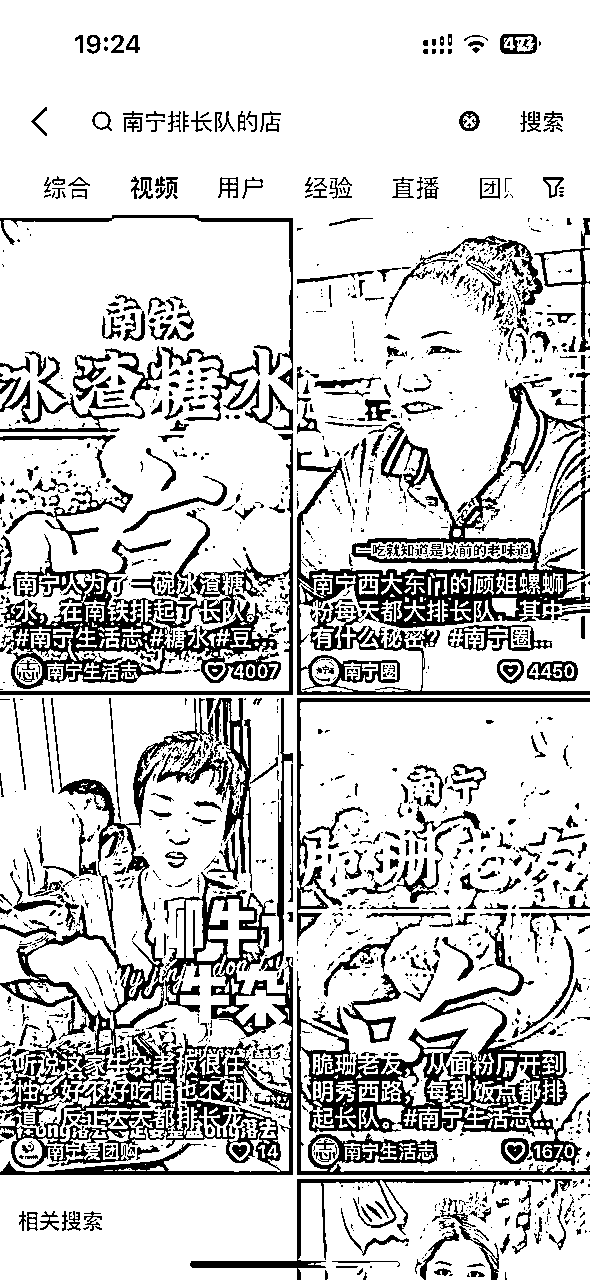 19:24
南宁排长队的店
搜索
综合
视频
用户
经验
直播
南铁
冰渣糖水
吃
南宁人为了一碗冰渣糖
水，在南铁排起了长队！
#南宁生活志 #糖水 #豆...
南宁生活志
4007
一吃就知道是以前的老味道
南宁西大东门的顾姐螺蛳
粉每天都大排长队，其中
有什么秘密？ #南宁圈...
南宁圈
4450
牛杂
听说这家牛杂老板很任
性，好不好吃咱也不知
道，反正天天都排长龙
南宁爱团购
14
南宁
脆珊老友
吃
脆珊老友，从面粉厂开到
明秀西路，每到饭点都排
起长队。#南宁生活志...
南宁生活志
1670
相关搜索